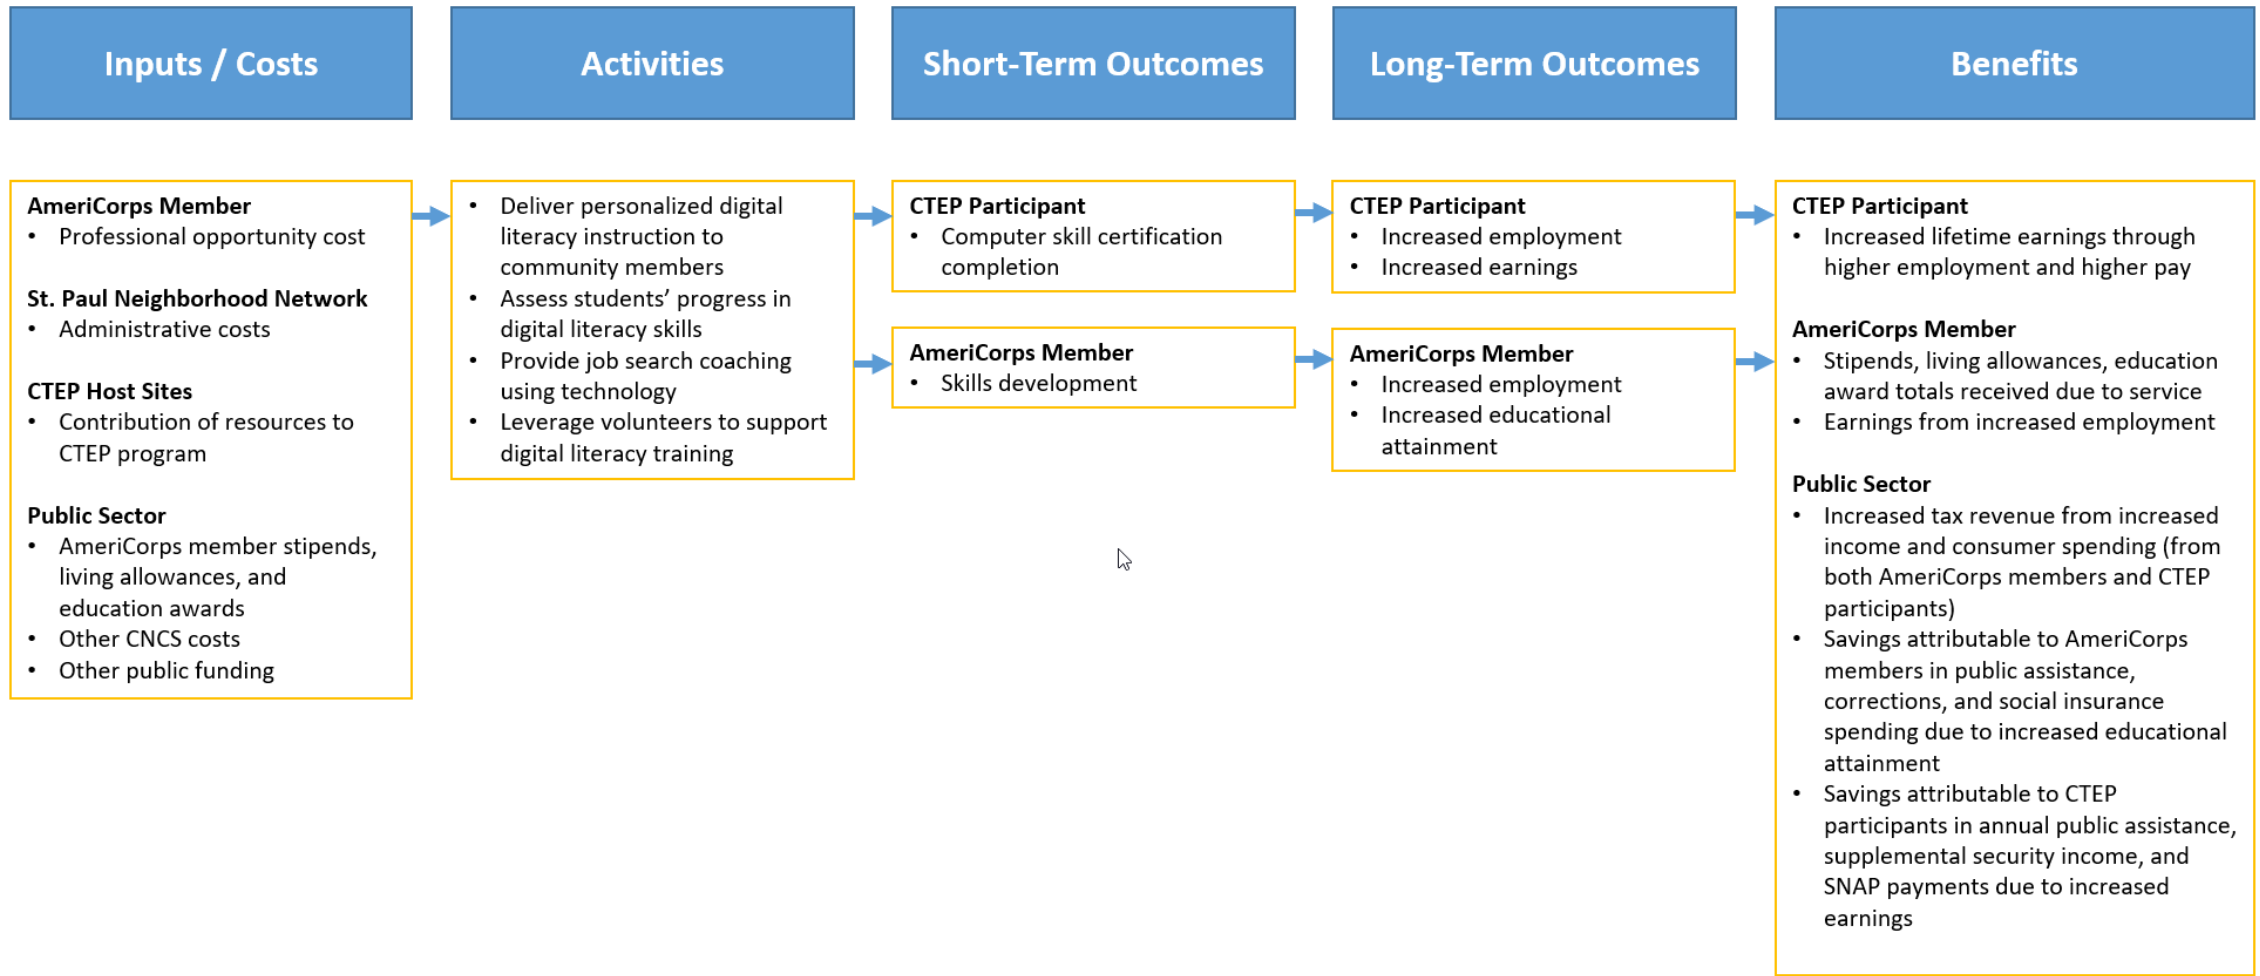 Inputs / Costs
Activities
Short-Term Outcomes
Long-Term Outcomes
Benefits
AmeriCorps Member
• Professional opportunity cost
St. Paul Neighborhood Network
• Administrative costs
CTEP Host Sites
• Contribution of resources to
CTEP program
Public Sector
• AmeriCorps member stipends,
living allowances, and
education awards
• Other CNCS costs
• Other public funding
• Deliver personalized digital
literacy instruction to
community members
• Assess students’ progress in
digital literacy skills
• Provide job search coaching
using technology
• Leverage volunteers to support
digital literacy training
CTEP Participant
• Computer skill certification
completion
AmeriCorps Member
• Skills development
CTEP Participant
• Increased employment
• Increased earnings
AmeriCorps Member
• Increased employment
• Increased educational
attainment
CTEP Participant
• Increased lifetime earnings through
higher employment and higher pay
AmeriCorps Member
• Stipends, living allowances, education
award totals received due to service
• Earnings from increased employment
Public Sector
• Increased tax revenue from increased
income and consumer spending (from
both AmeriCorps members and CTEP
participants)
• Savings attributable to AmeriCorps
members in public assistance,
corrections, and social insurance
spending due to increased educational
attainment
• Savings attributable to CTEP
participants in annual public assistance,
supplemental security income, and
SNAP payments due to increased
earnings